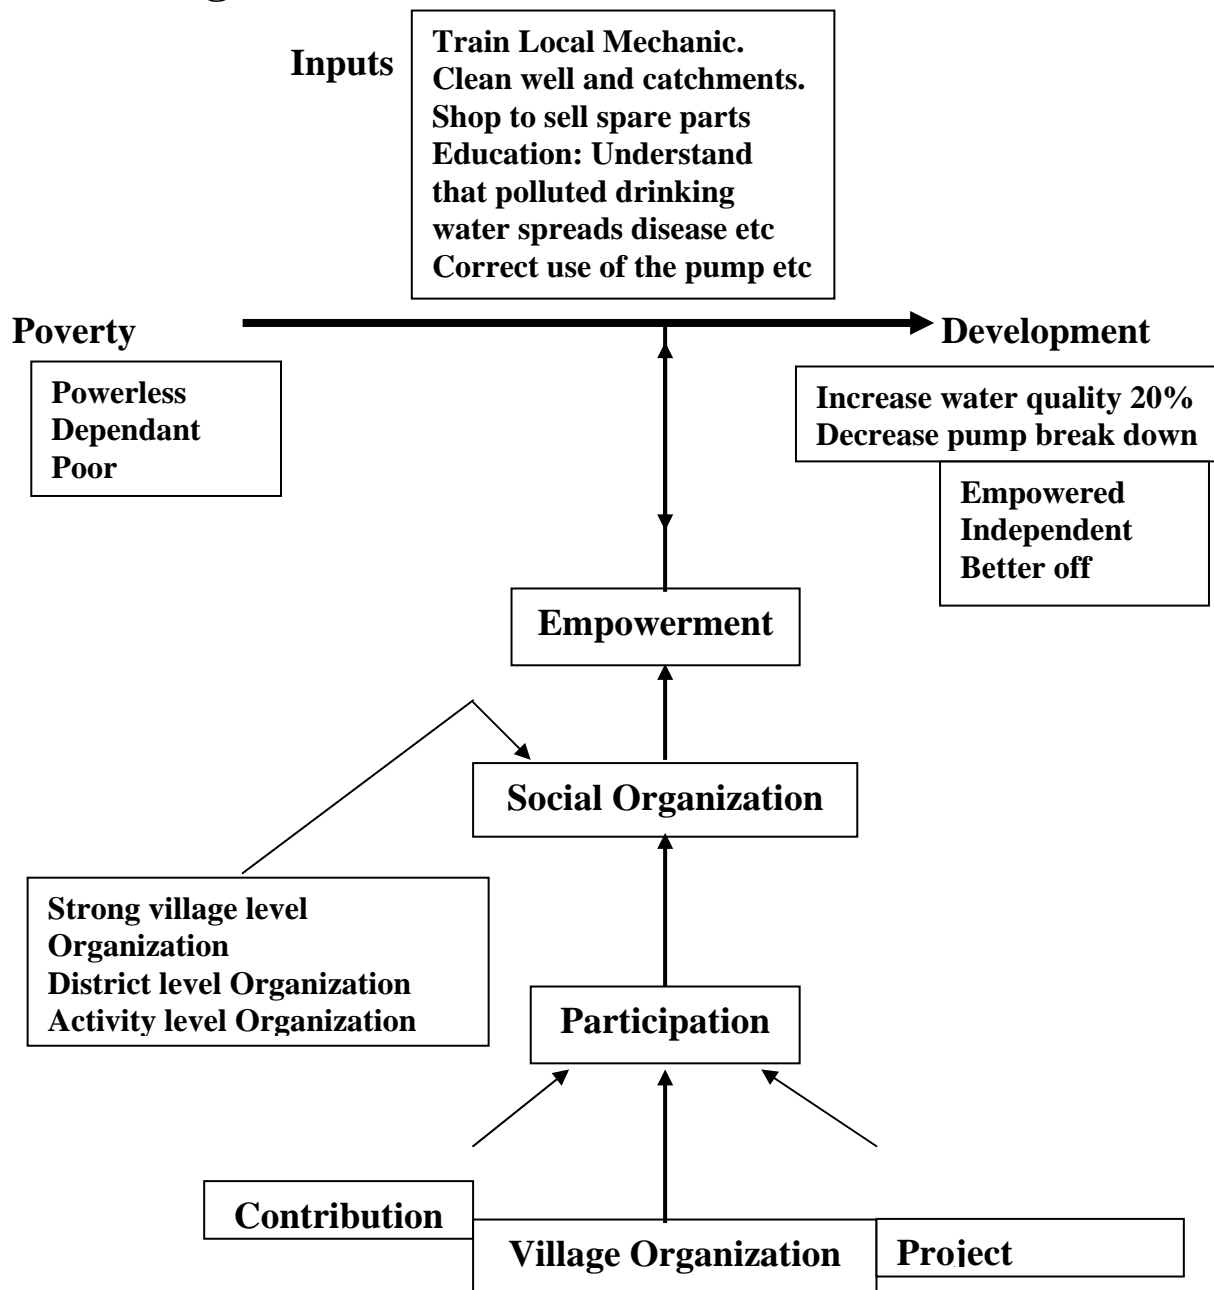 Inputs
Train Local Mechanic.
Clean well and catchments.
Shop to sell spare parts
Education: Understand
that polluted drinking
water spreads disease etc
Correct use of the pump etc
Poverty
Development
Powerless
Dependant
Poor
Increase water quality 20%
Decrease pump break down
Empowered
Independent
Better off
Empowerment
Social Organization
Strong village level
Organization
District level Organization
Activity level Organization
Participation
Contribution
Village Organization
Project